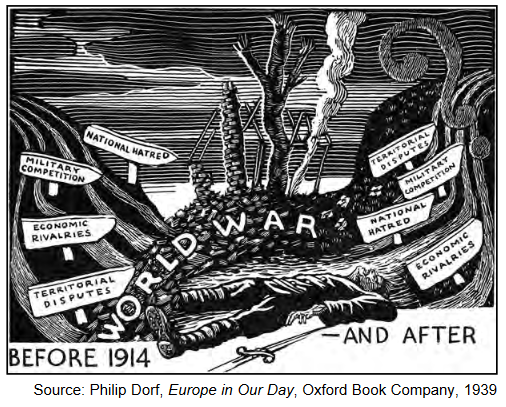 NATIONAL HATRED
MILITARY
COMPETITION
ECONOMIC
RIVALRIES
TERRITORIAL
DISPUTES
WORLD WAR
TERRITORIAL
DISPUTES
MILITARY
COMPETITION
NATIONAL
HATRED
ECONOMIC
RIVALRIES
BEFORE 1914
—AND AFTER
Source: Philip Dorf, Europe in Our Day, Oxford Book Company, 1939